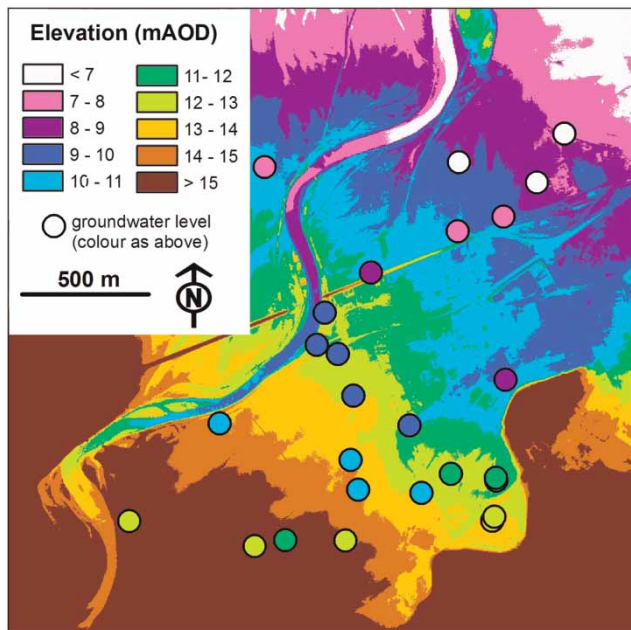 Elevation (mAOD)
< 7
7 - 8
8 - 9
9 - 10
10 - 11
11- 12
12 - 13
13 - 14
14 - 15
> 15
groundwater level
(colour as above)
500 m
N